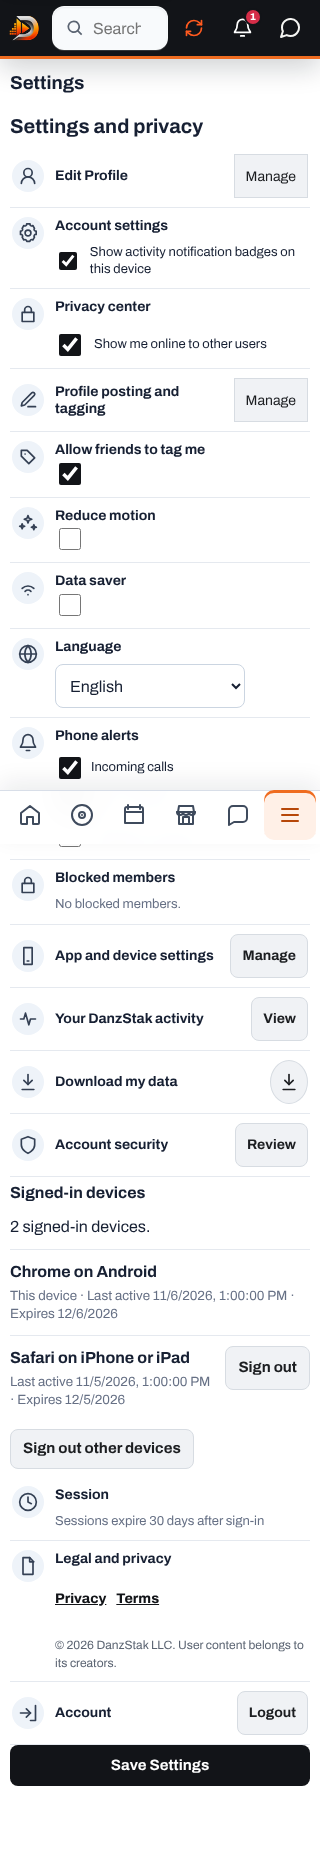 Search
1
Settings
Settings and privacy
Edit Profile
Manage
Account settings
Show activity notification badges on
this device
Privacy center
Show me online to other users
Profile posting and
tagging
Manage
Allow friends to tag me
Reduce motion
Data saver
Language
English
Phone alerts
Incoming calls
Blocked members
No blocked members.
App and device settings
Manage
Your DanzStak activity
View
Download my data
Account security
Review
Signed-in devices
2 signed-in devices.
Chrome on Android
This device · Last active 11/6/2026, 1:00:00 PM ·
Expires 12/6/2026
Safari on iPhone or iPad
Last active 11/5/2026, 1:00:00 PM
· Expires 12/5/2026
Sign out
Sign out other devices
Session
Sessions expire 30 days after sign-in
Legal and privacy
Privacy Terms
© 2026 DanzStak LLC. User content belongs to
its creators.
Account
Logout
Save Settings